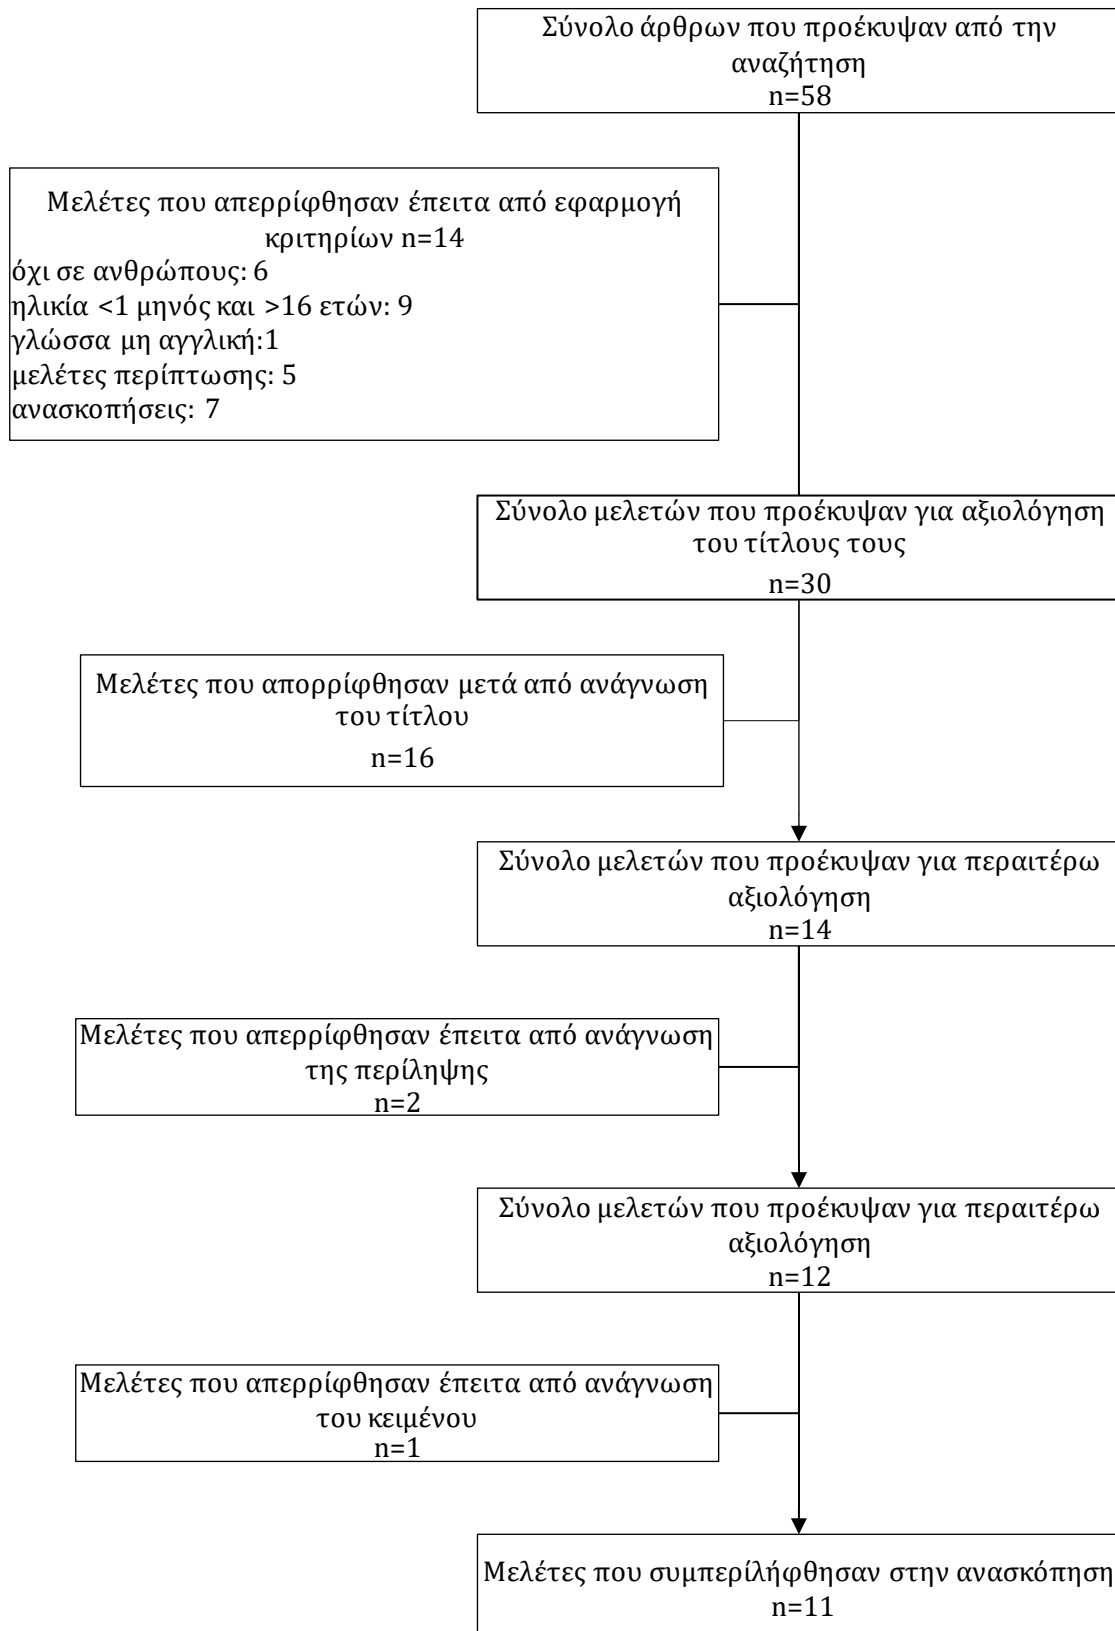 Σύνολο άρθρων που προέκυψαν από την
αναζήτηση
n=58
Μελέτες που απερρίφθησαν έπειτα από εφαρμογή
κριτηρίων n=14
όχι σε ανθρώπους: 6
ηλικία <1 μηνός και >16 ετών: 9
γλώσσα μη αγγλική:1
μελέτες περίπτωσης: 5
ανασκοπήσεις: 7
Σύνολο μελετών που προέκυψαν για αξιολόγηση
του τίτλους τους
n=30
Μελέτες που απορρίφθησαν μετά από ανάγνωση
του τίτλου
n=16
Σύνολο μελετών που προέκυψαν για περαιτέρω
αξιολόγηση
n=14
Μελέτες που απερρίφθησαν έπειτα από ανάγνωση
της περίληψης
n=2
Σύνολο μελετών που προέκυψαν για περαιτέρω
αξιολόγηση
n=12
Μελέτες που απερρίφθησαν έπειτα από ανάγνωση
του κειμένου
n=1
Μελέτες που συμπερίλήφθησαν στην ανασκόπηση
n=11